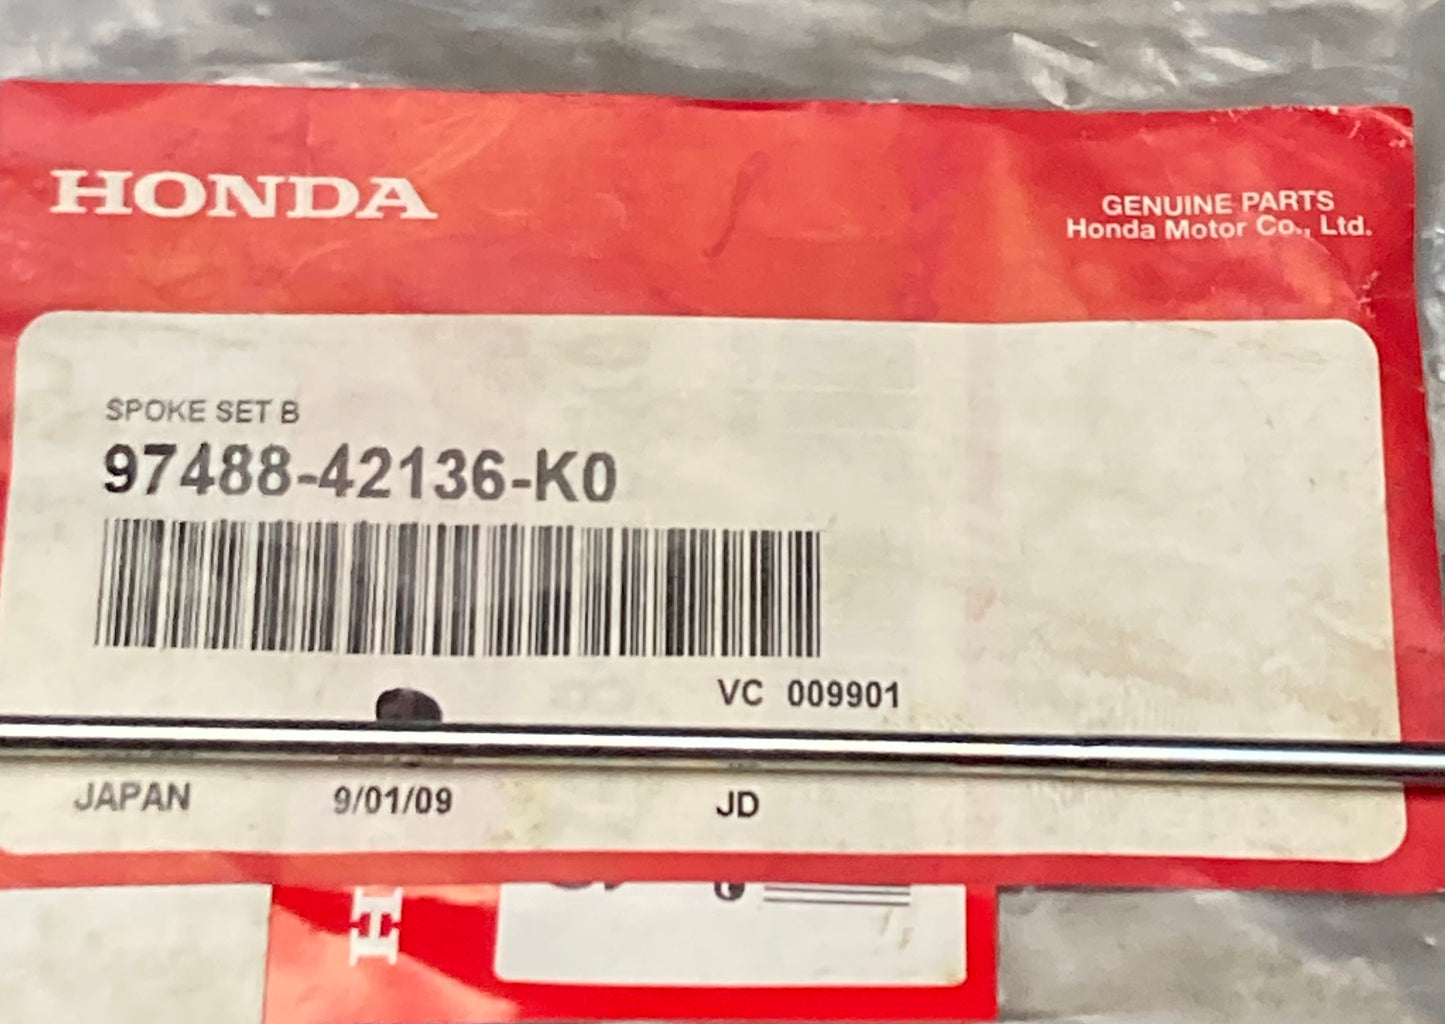 HONDA
GENUINE PARTS
Honda Motor Co., Ltd.
SPOKE SET B
97488-42136-K0
VC 009901
JAPAN 9/01/09 JD
H